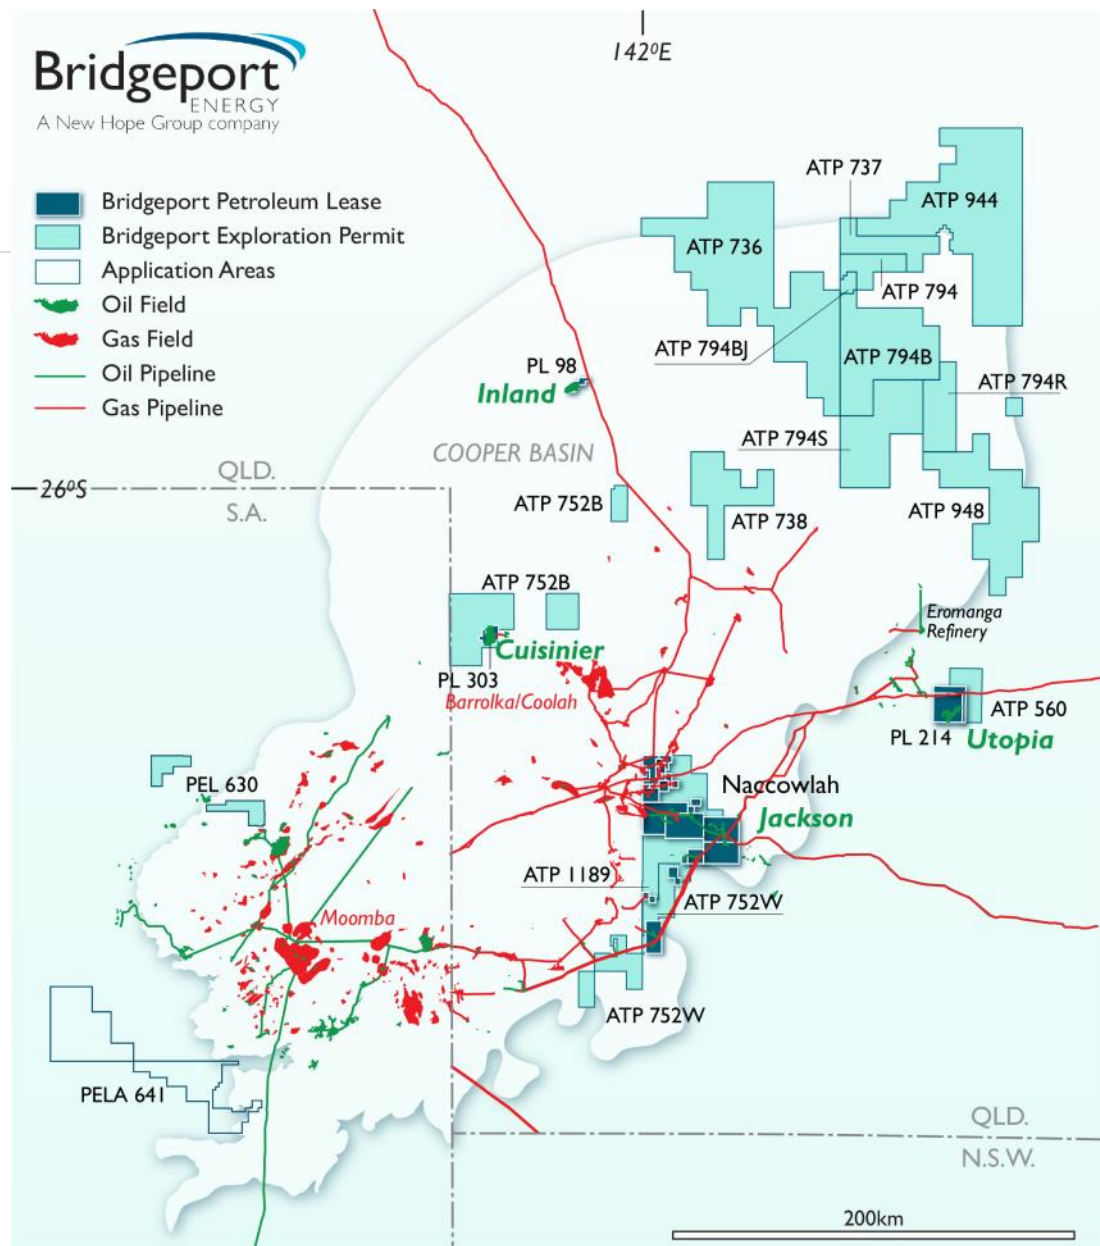 142⁰E
Bridgeport
ENERGY
A New Hope Group company
Bridgeport Petroleum Lease
Bridgeport Exploration Permit
Application Areas
Oil Field
Gas Field
Oil Pipeline
Gas Pipeline
ATP 737
ATP 944
ATP 736
ATP 794
ATP 794BJ
ATP 794B
PL 98
Inland
ATP 794R
ATP 794S
COOPER BASIN
QLD.
26⁰S
S.A.
ATP 752B
ATP 738
ATP 948
ATP 752B
Eromanga
Refinery
Cuisinier
PL 303
Barrolka/Coolah
ATP 560
PL 214
Utopia
PEL 630
Naccowlah
Jackson
ATP 1189
ATP 752W
Moomba
ATP 752W
PELA 641
QLD.
N.S.W.
200km